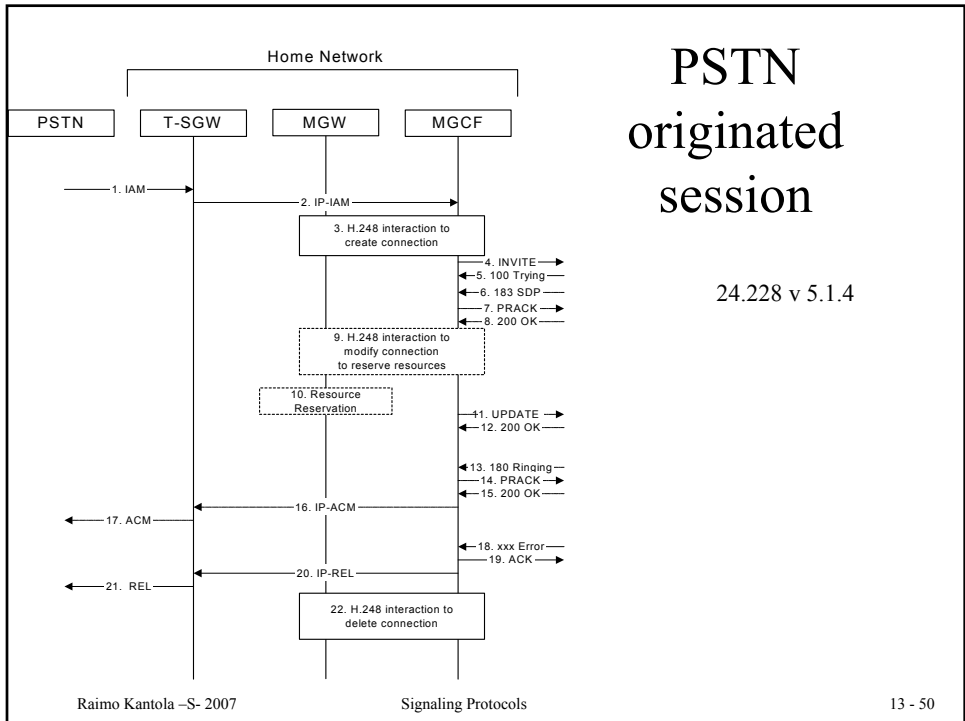 Home Network
PSTN
originated
session
PSTN T-SGW MGW MGCF
1. IAM
2. IP-IAM
3. H.248 interaction to
create connection
4. INVITE
5. 100 Trying
24.228 v 5.1.4
6. 183 SDP
7. PRACK
8. 200 OK
9. H.248 interaction to
modify connection
to reserve resources
10. Resource
Reservation
11. UPDATE
12. 200 OK
13. 180 Ringing
14. PRACK
15. 200 OK
16. IP-ACM
17. ACM
18. xxx Error
19. ACK
20. IP-REL
21. REL
22. H.248 interaction to
delete connection
Raimo Kantola –S- 2007 Signaling Protocols 13 - 50